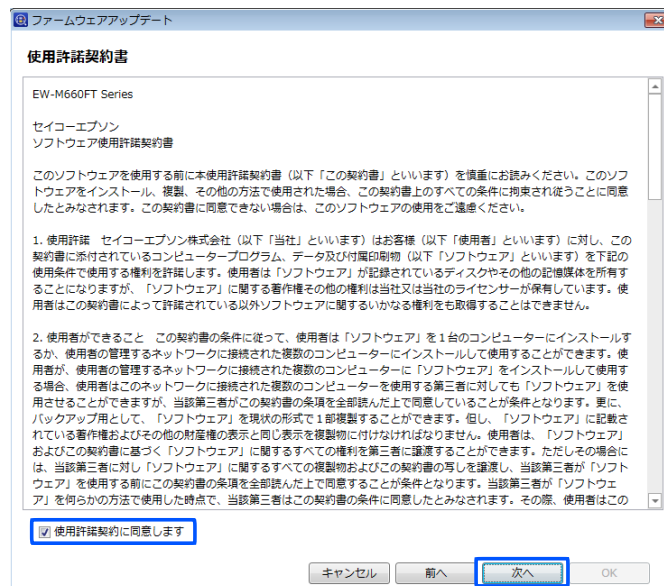 ファームウェアアップデート
使用許諾契約書
EW-M660FT Series
セイコーエプソン
ソフトウェア使用許諾契約書
このソフトウェアを使用する前に本使用許諾契約書（以下「この契約書」といいます）を慎重にお読みください。このソフ
トウェアをインストール、複製、その他の方法で使用された場合、この契約書上のすべての条件に拘束され従うことに同意
したとみなされます。この契約書に同意できない場合は、このソフトウェアの使用をご遠慮ください。
1. 使用許諾　セイコーエプソン株式会社（以下「当社」といいます）はお客様（以下「使用者」といいます）に対し、この
契約書に添付されているコンピュータープログラム、データ及び付属印刷物（以下「ソフトウェア」といいます）を下記の
使用条件で使用する権利を許諾します。使用者は「ソフトウェア」が記録されているディスクやその他の記憶媒体を所有す
ることになりますが、「ソフトウェア」に関する著作権その他の権利は当社又は当社のライセンサーが保有しています。使
用者はこの契約書によって許諾されている以外ソフトウェアに関するいかなる権利をも取得することはできません。
2. 使用者ができること　この契約書の条件に従って、使用者は「ソフトウェア」を１台のコンピューターにインストールす
るか、使用者の管理するネットワークに接続された複数のコンピューターにインストールして使用することができます。使
用者が、使用者の管理するネットワークに接続された複数のコンピューターに「ソフトウェア」をインストールして使用す
る場合、使用者はこのネットワークに接続された複数のコンピューターを使用する第三者に対しても「ソフトウェア」を使
用させることができますが、当該第三者がこの契約書の条項を全部読んだ上で同意していることが条件となります。更に、
バックアップ用として、「ソフトウェア」を現状の形式で１部複製することができます。但し、「ソフトウェア」に記載さ
れている著作権およびその他の財産権の表示と同じ表示を複製物に付けなければなりません。使用者は、「ソフトウェア」
およびこの契約書に基づく「ソフトウェア」に関するすべての権利を第三者に譲渡することができます。ただしその場合に
は、当該第三者に対し「ソフトウェア」に関するすべての複製物およびこの契約書の写しを譲渡し、当該第三者が「ソフト
ウェア」を使用する前にこの契約書の条項を全部読んだ上で同意することが条件となります。当該第三者が「ソフトウェ
ア」を何らかの方法で使用した時点で、当該第三者はこの契約書の条件に同意したとみなされます。その際、使用者はこの
使用許諾契約に同意します
キャンセル 前へ 次へ OK